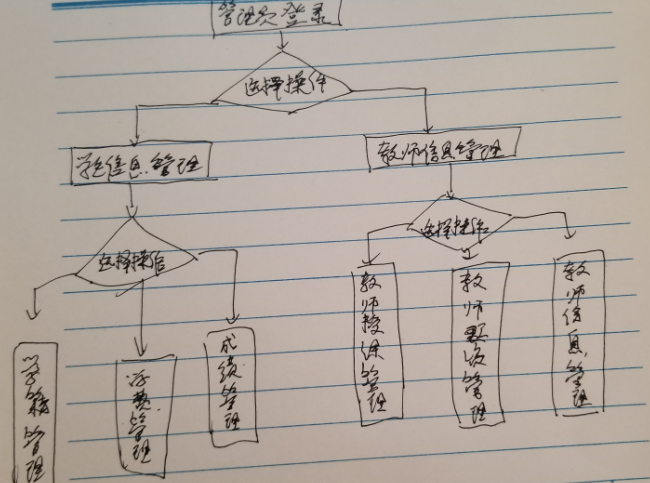 管理员登录
选择操作
学生信息管理
教师信息管理
选择操作
选择操作
学籍管理
学费管理
成绩管理
教师授课管理
教师管理
教师信息管理